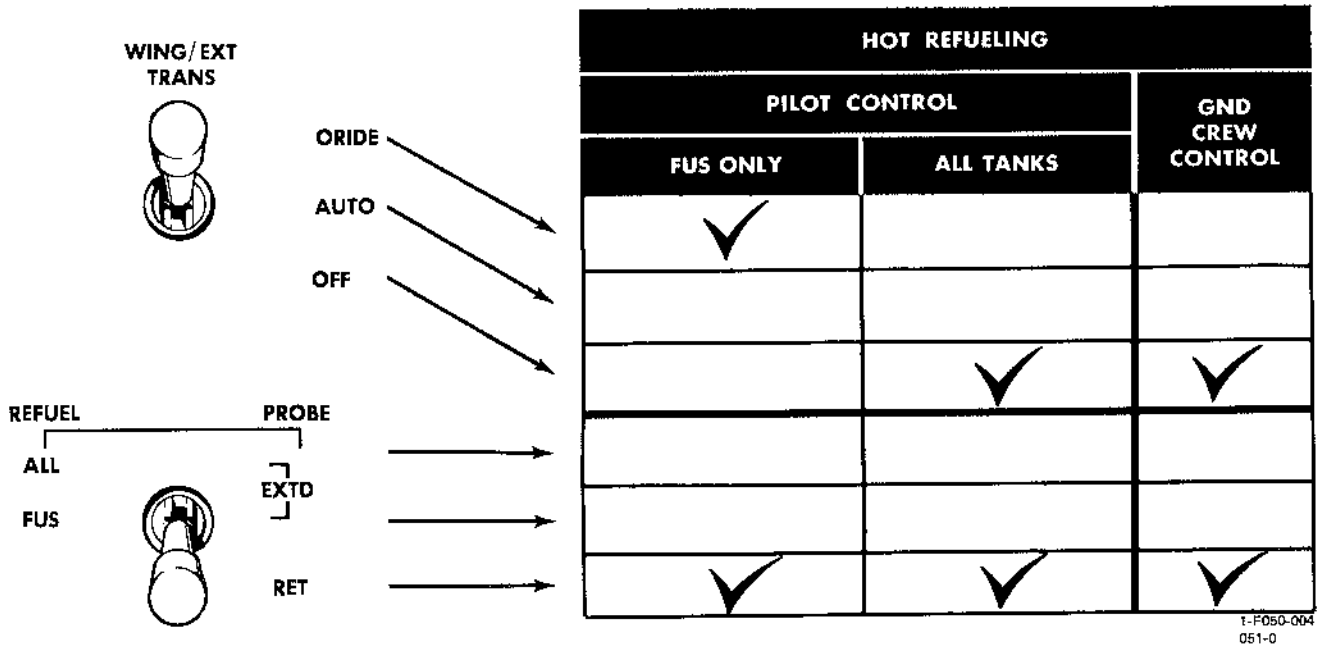 WING/EXT
TRANS
ORIDE
AUTO
OFF
REFUEL PROBE
ALL
EXTD
FUS
RET
HOT REFUELING
PILOT CONTROL
GND
CREW
CONTROL
FUS ONLY
ALL TANKS
1-F050-004
051-0